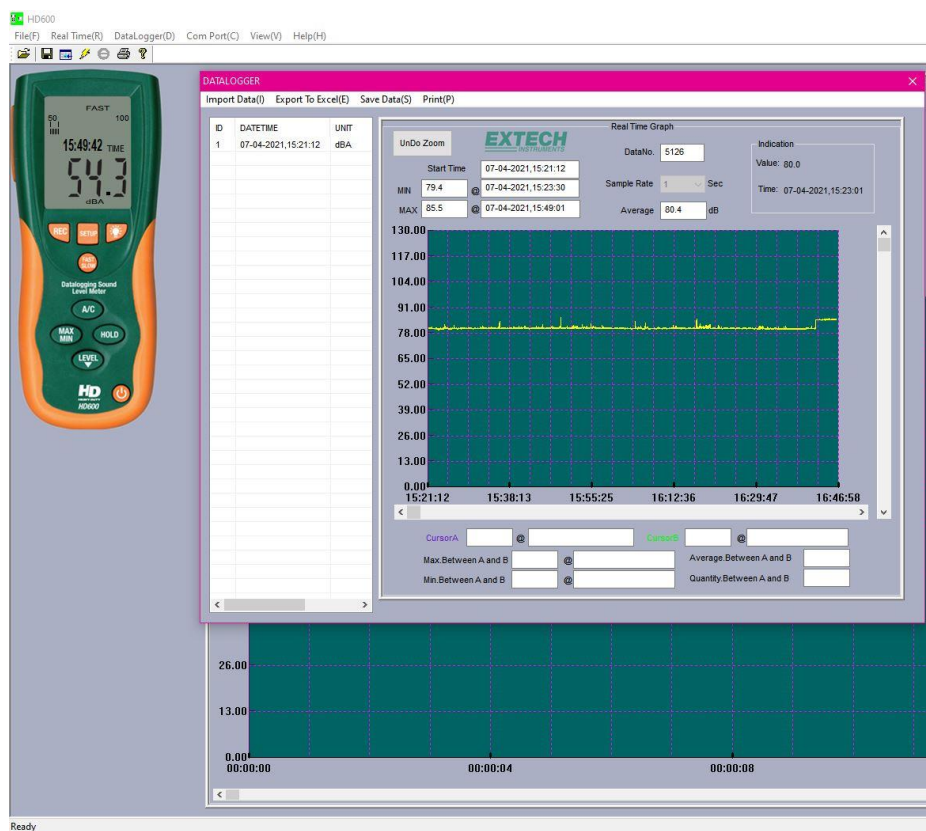 HD600
File(F) Real Time(R) DataLogger(D) Com Port(C) View(V) Help(H)
FAST
50 100
15:49:42 TIME
54.3
dBA
REC SETUP
FAST SLOW
Datalogging Sound
Level Meter
A/C
MAX MIN HOLD
LEVEL
HD
HEAVY DUTY
HD600
DATALOGGER
Import Data(I) Export To Excel(E) Save Data(S) Print(P)
ID DATETIME UNIT
1 07-04-2021,15:21:12 dBA
Real Time Graph
UnDo Zoom
EXTECH
INSTRUMENTS
DataNo. 5126
Indication
Value: 80.0
Time: 07-04-2021,15:23:01
Start Time 07-04-2021,15:21:12
MIN 79.4 @ 07-04-2021,15:23:30
Sample Rate 1 Sec
MAX 85.5 @ 07-04-2021,15:49:01
Average 80.4 dB
130.00
117.00
104.00
91.00
78.00
65.00
52.00
39.00
26.00
13.00
0.00
15:21:12 15:38:13 15:55:25 16:12:36 16:29:47 16:46:58
CursorA @ CursorB @
Max.Between A and B @ Average.Between A and B
Min.Between A and B @ Quantity.Between A and B
26.00
13.00
0.00
00:00:00 00:00:04 00:00:08
Ready